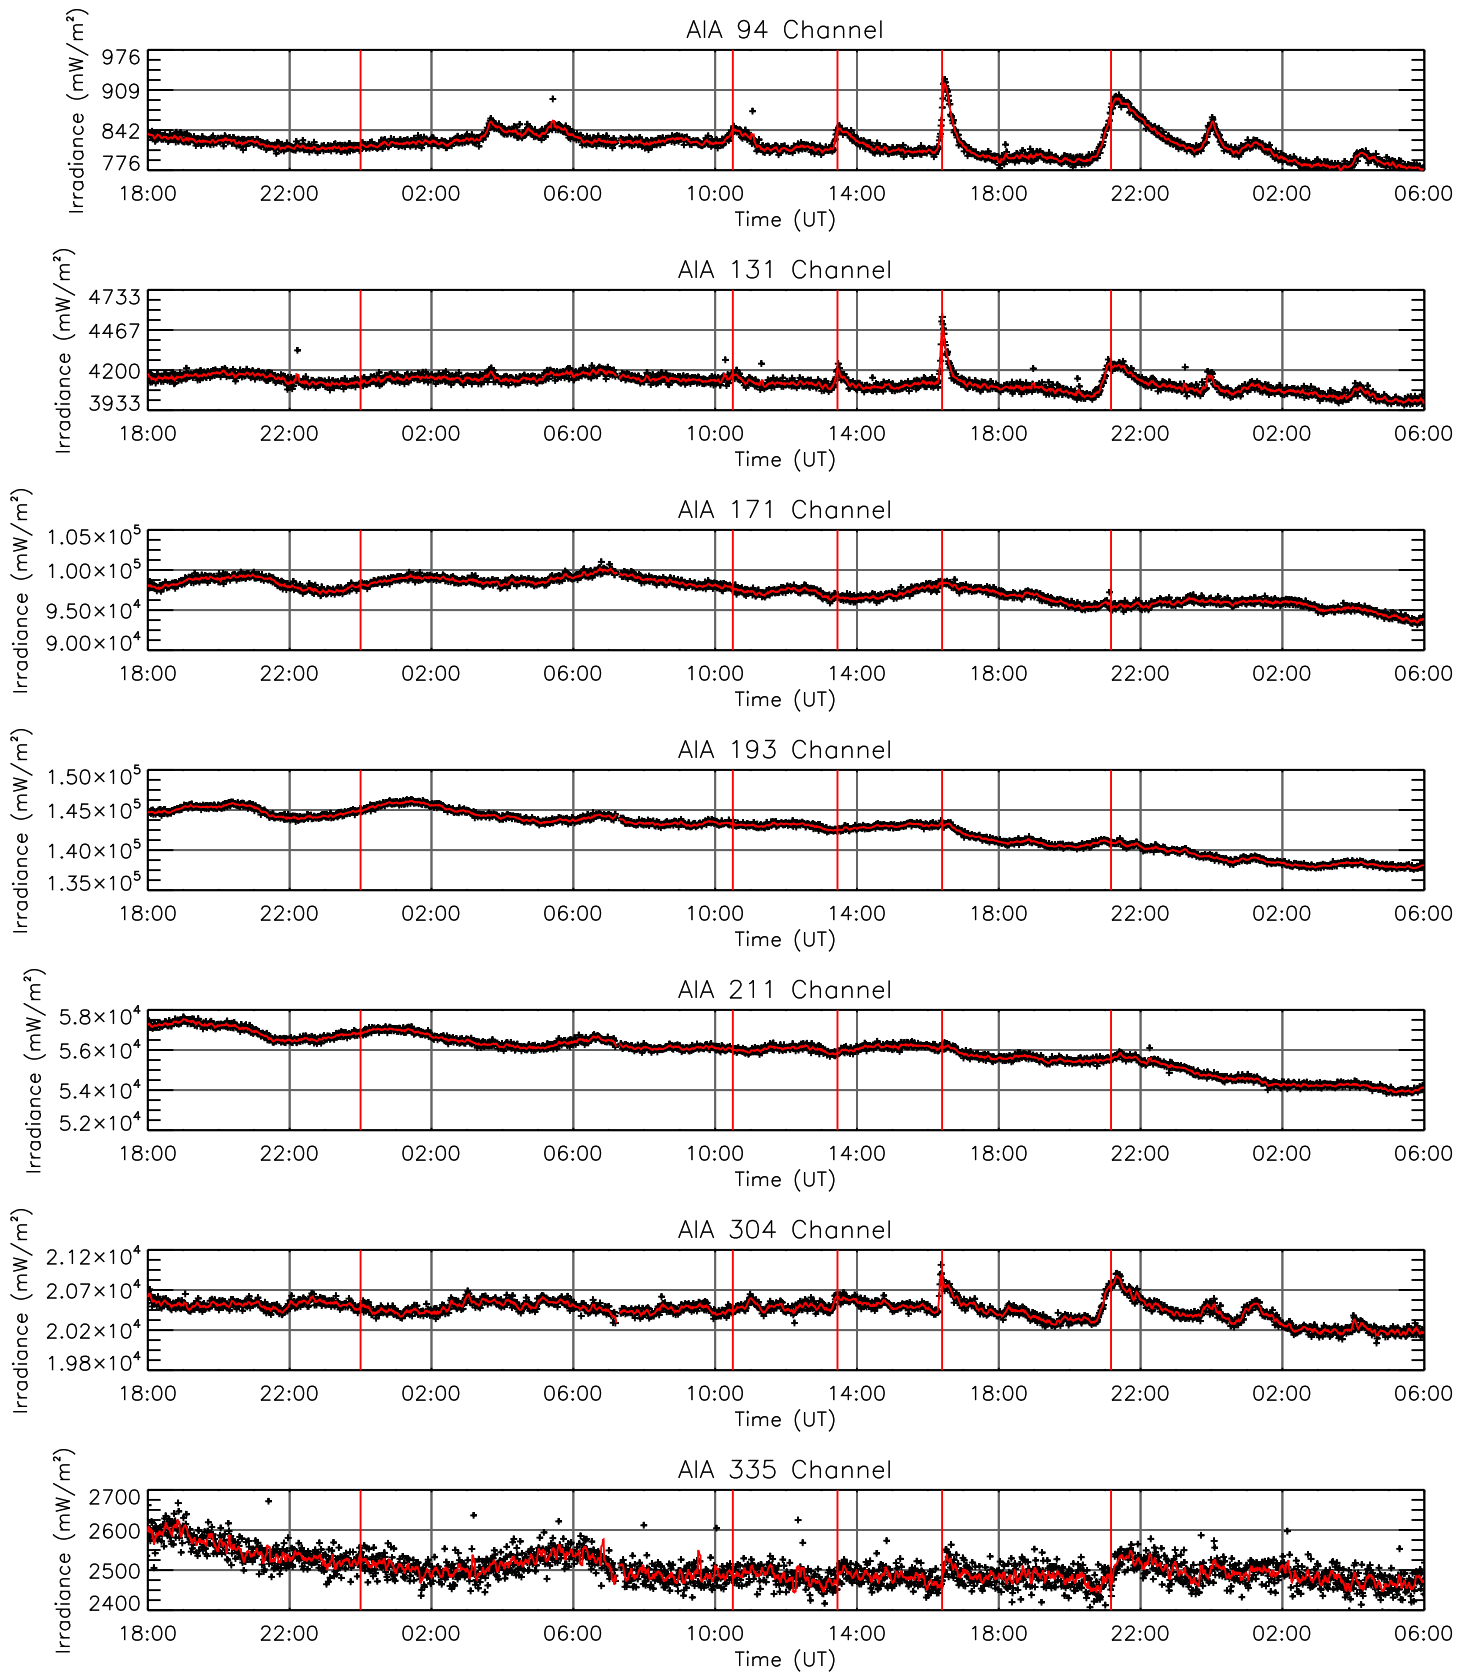 AIA 94 Channel
Irradiance (mW/m²)
976
909
842
776
18:00 22:00 02:00 06:00 10:00 14:00 18:00 22:00 02:00 06:00
Time (UT)
AIA 131 Channel
Irradiance (mW/m²)
4733
4467
4200
3933
18:00 22:00 02:00 06:00 10:00 14:00 18:00 22:00 02:00 06:00
Time (UT)
AIA 171 Channel
Irradiance (mW/m²)
1.05×10⁵
1.00×10⁵
9.50×10⁴
9.00×10⁴
18:00 22:00 02:00 06:00 10:00 14:00 18:00 22:00 02:00 06:00
Time (UT)
AIA 193 Channel
Irradiance (mW/m²)
1.50×10⁵
1.45×10⁵
1.40×10⁵
1.35×10⁵
18:00 22:00 02:00 06:00 10:00 14:00 18:00 22:00 02:00 06:00
Time (UT)
AIA 211 Channel
Irradiance (mW/m²)
5.8×10⁴
5.6×10⁴
5.4×10⁴
5.2×10⁴
18:00 22:00 02:00 06:00 10:00 14:00 18:00 22:00 02:00 06:00
Time (UT)
AIA 304 Channel
Irradiance (mW/m²)
2.12×10⁴
2.07×10⁴
2.02×10⁴
1.98×10⁴
18:00 22:00 02:00 06:00 10:00 14:00 18:00 22:00 02:00 06:00
Time (UT)
AIA 335 Channel
Irradiance (mW/m²)
2700
2600
2500
2400
18:00 22:00 02:00 06:00 10:00 14:00 18:00 22:00 02:00 06:00
Time (UT)